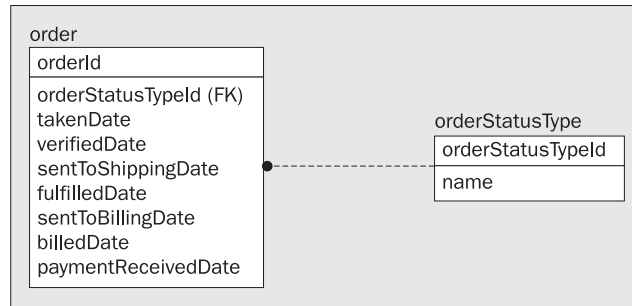 order
orderId
orderStatusTypeId (FK)
takenDate
verifiedDate
sentToShippingDate
fulfilledDate
sentToBillingDate
billedDate
paymentReceivedDate
orderStatusType
orderStatusTypeId
name